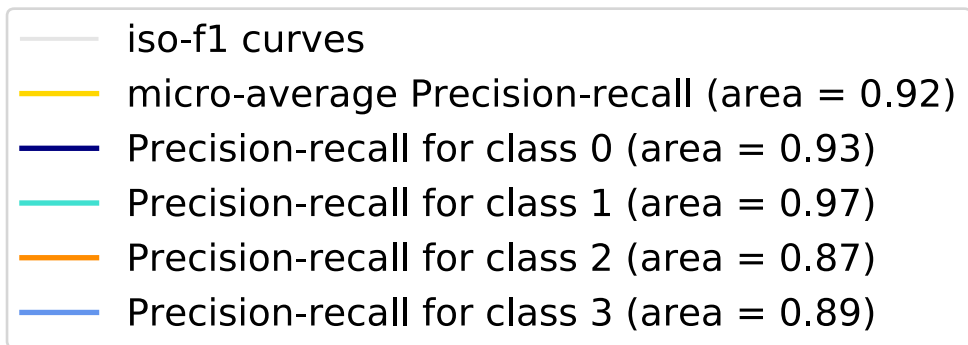 iso-f1 curves
micro-average Precision-recall (area = 0.92)
Precision-recall for class 0 (area = 0.93)
Precision-recall for class 1 (area = 0.97)
Precision-recall for class 2 (area = 0.87)
Precision-recall for class 3 (area = 0.89)